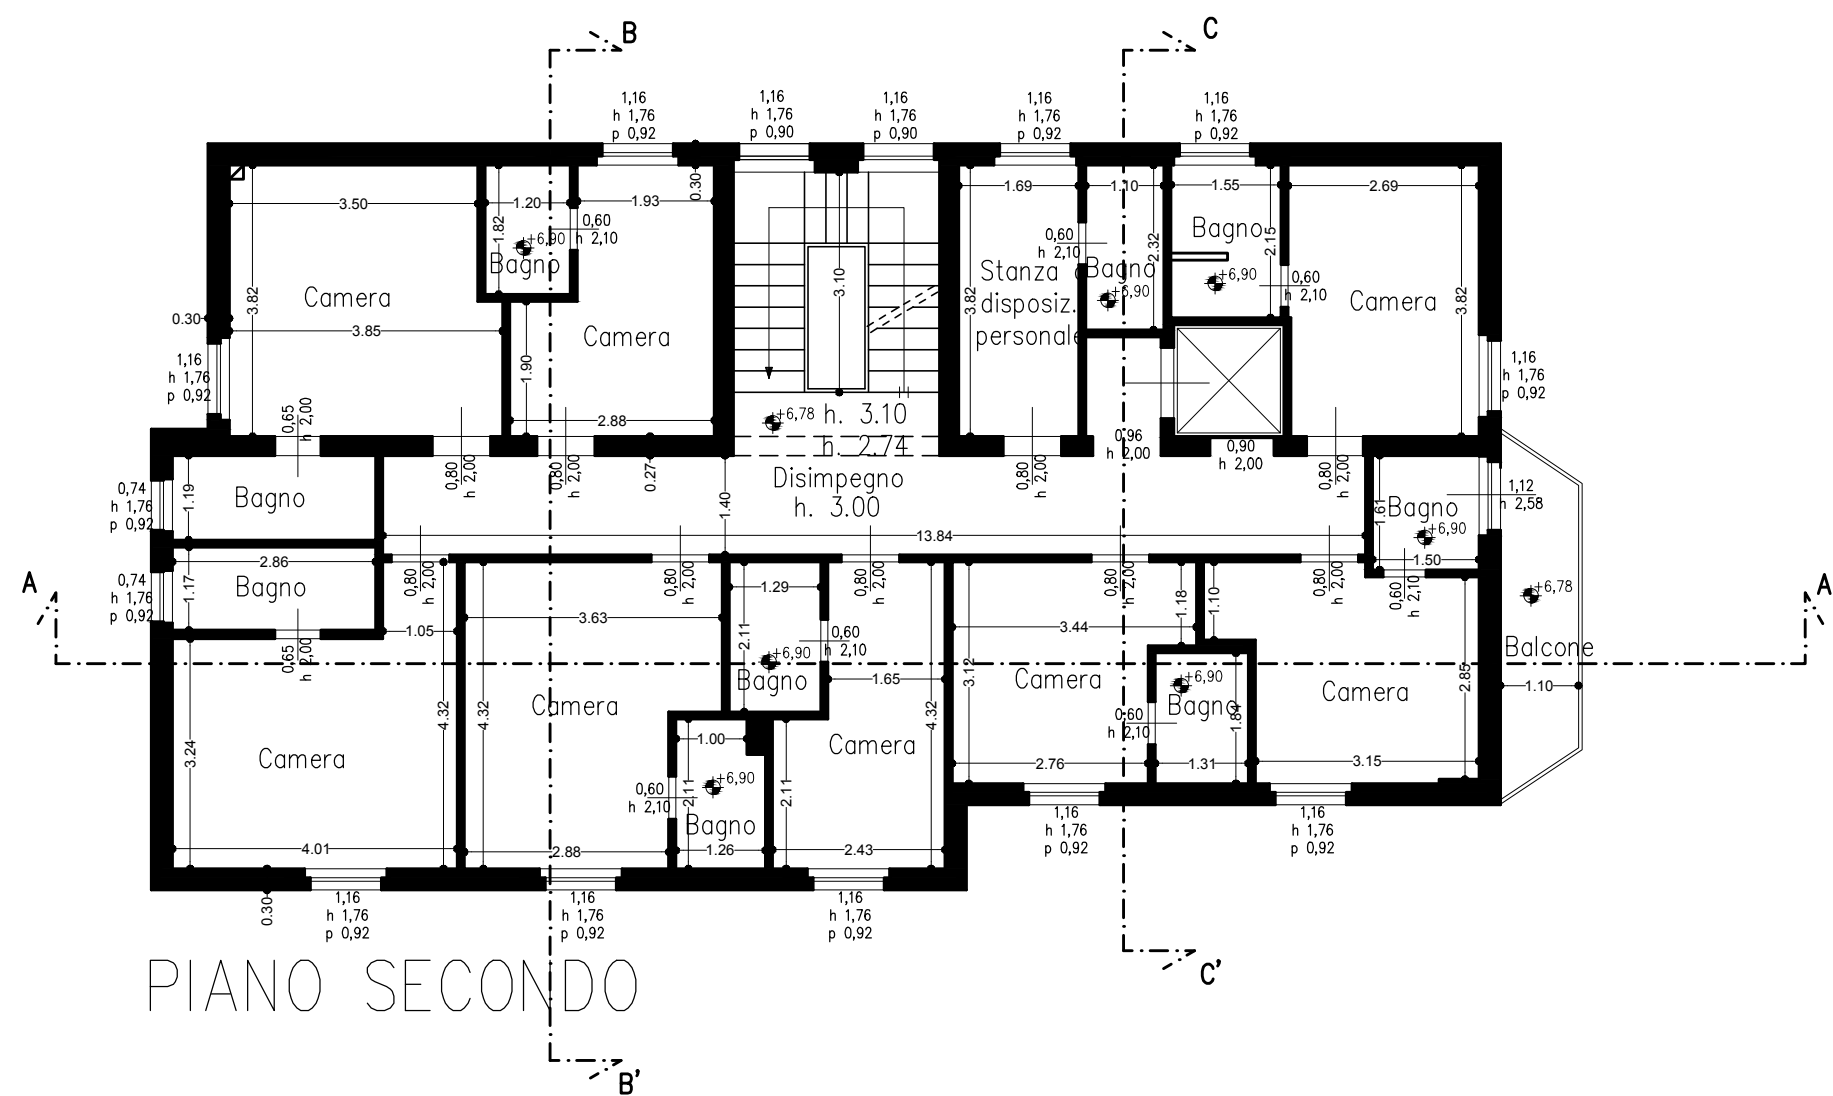 B
C
1,16
h 1,76
p 0,92
1,16
h 1,76
p 0,90
1,16
h 1,76
p 0,90
1,16
h 1,76
p 0,92
1,16
h 1,76
p 0,92
0.30
3.50
1.20
1.93
1.69
1.10
1.55
2.69
1.82
+6,90
0,60
h 2,10
Bagno
3.82
Camera
0.30
3.85
1,16
h 1,76
p 0,92
Camera
1.90
2.88
3.10
+6,78
h. 3.10
h. 2.74
Disimpegno
h. 3.00
Stanza
disposiz.
personale
3.82
0,60
h 2,10
2.32
Bagno
+6,90
Bagno
2.15
+6,90
0,60
h 2,10
Camera
3.82
1,16
h 1,76
p 0,92
0,65
h 2,00
0,80
h 2,00
0,80
h 2,00
0.27
1.40
0,80
h 2,00
0,96
h 2,00
0,90
h 2,00
0,80
h 2,00
0,74
h 1,76
p 0,92
1.19
Bagno
13.84
1.61
Bagno
+6,90
1.50
1,12
h 2,58
0,60
h 2,10
A
0,74
h 1,76
p 0,92
2.86
1.17
Bagno
0,65
h 2,00
1.05
0,80
h 2,00
0,80
h 2,00
0,80
h 2,00
0,80
h 2,00
0,80
h 2,00
A
+6,78
Balcone
1.10
3.24
Camera
4.32
4.01
4.32
3.63
Camera
2.88
1.29
2.11
+6,90
Bagno
0,60
h 2,10
1.65
4.32
Camera
1.00
+6,90
0,60
h 2,10
2.11
Bagno
1.26
2.11
2.43
3.44
3.12
Camera
2.76
1.18
1.10
+6,90
Bagno
0,60
h 2,10
1.84
1.31
Camera
2.85
3.15
0.30
1,16
h 1,76
p 0,92
1,16
h 1,76
p 0,92
1,16
h 1,76
p 0,92
1,16
h 1,76
p 0,92
1,16
h 1,76
p 0,92
PIANO SECONDO
B'
C'